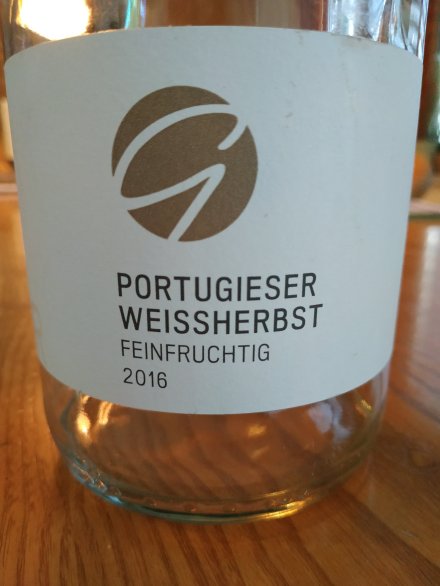 PORTUGIESER
WEISSHERBST
FEINFRUCHTIG
2016